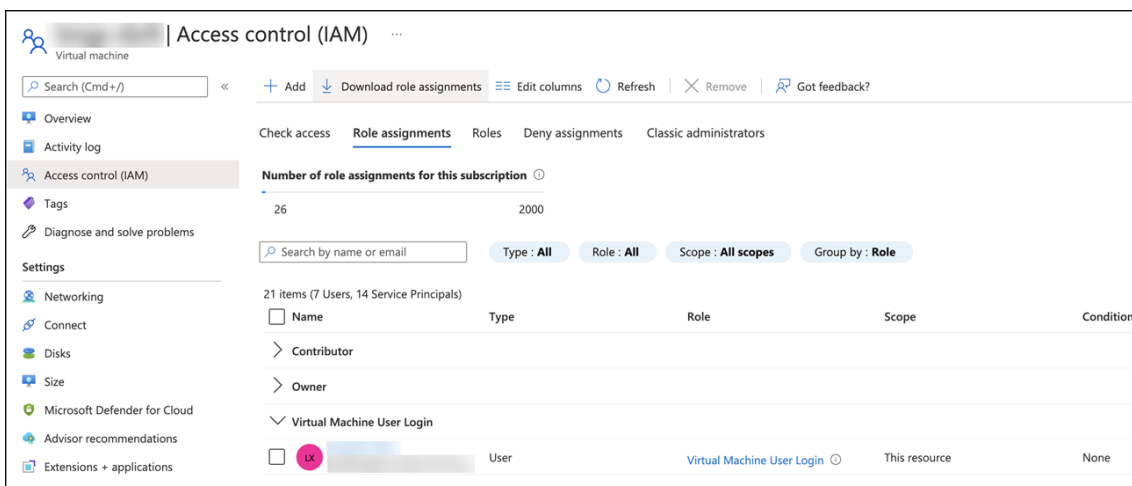 | Access control (IAM) ...
Virtual machine
Search (Cmd+/) «
Add Download role assignments Edit columns Refresh Remove Got feedback?
Overview
Activity log
Access control (IAM)
Tags
Diagnose and solve problems
Settings
Networking
Connect
Disks
Size
Microsoft Defender for Cloud
Advisor recommendations
Extensions + applications
Check access Role assignments Roles Deny assignments Classic administrators
Number of role assignments for this subscription
26 2000
Search by name or email Type : All Role : All Scope : All scopes Group by : Role
21 items (7 Users, 14 Service Principals)
Name Type Role Scope Condition
Contributor
Owner
Virtual Machine User Login
LX User Virtual Machine User Login This resource None